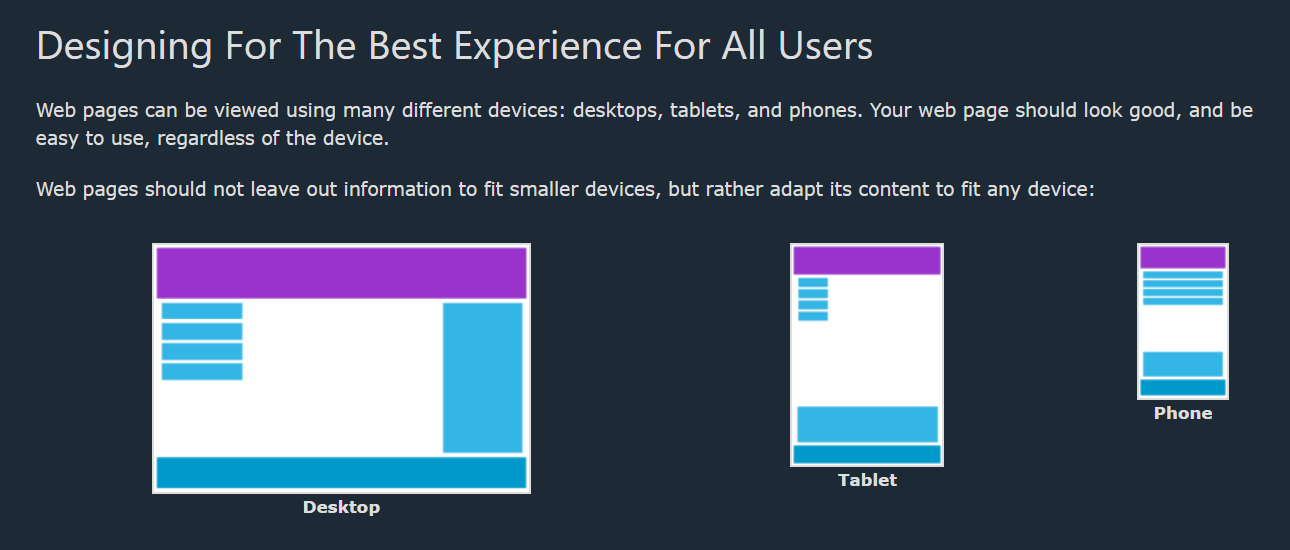 Designing For The Best Experience For All Users
Web pages can be viewed using many different devices: desktops, tablets, and phones. Your web page should look good, and be
easy to use, regardless of the device.
Web pages should not leave out information to fit smaller devices, but rather adapt its content to fit any device:
Desktop
Tablet
Phone